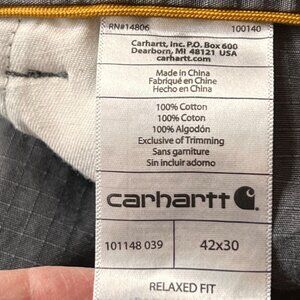 RN#14806 100140
Carhartt, Inc. P.O. Box 600
Dearborn, MI 48121 USA
carhartt.com
Made in China
Fabriqué en Chine
Hecho en China
100% Cotton
100% Coton
100% Algodón
Exclusive of Trimming
Sans garniture
Sin incluir adorno
carhartt
101148 039 42x30
RELAXED FIT